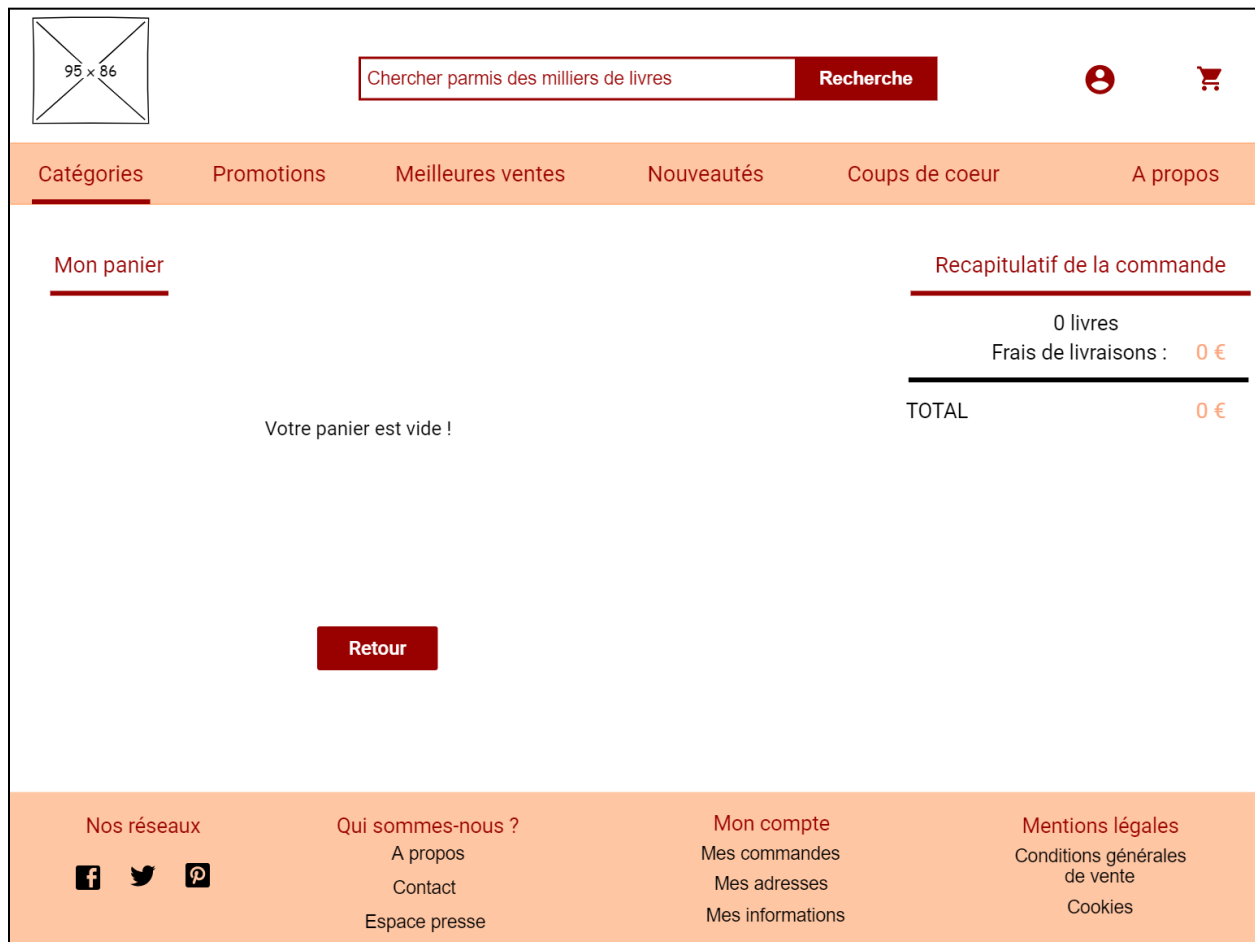 95 x 86
Chercher parmis des milliers de livres
Recherche
Catégories
Promotions
Meilleures ventes
Nouveautés
Coups de coeur
A propos
Mon panier
Recapitulatif de la commande
0 livres
Frais de livraisons : 0 €
TOTAL 0 €
Votre panier est vide !
Retour
Nos réseaux
Qui sommes-nous ?
A propos
Contact
Espace presse
Mon compte
Mes commandes
Mes adresses
Mes informations
Mentions légales
Conditions générales
de vente
Cookies